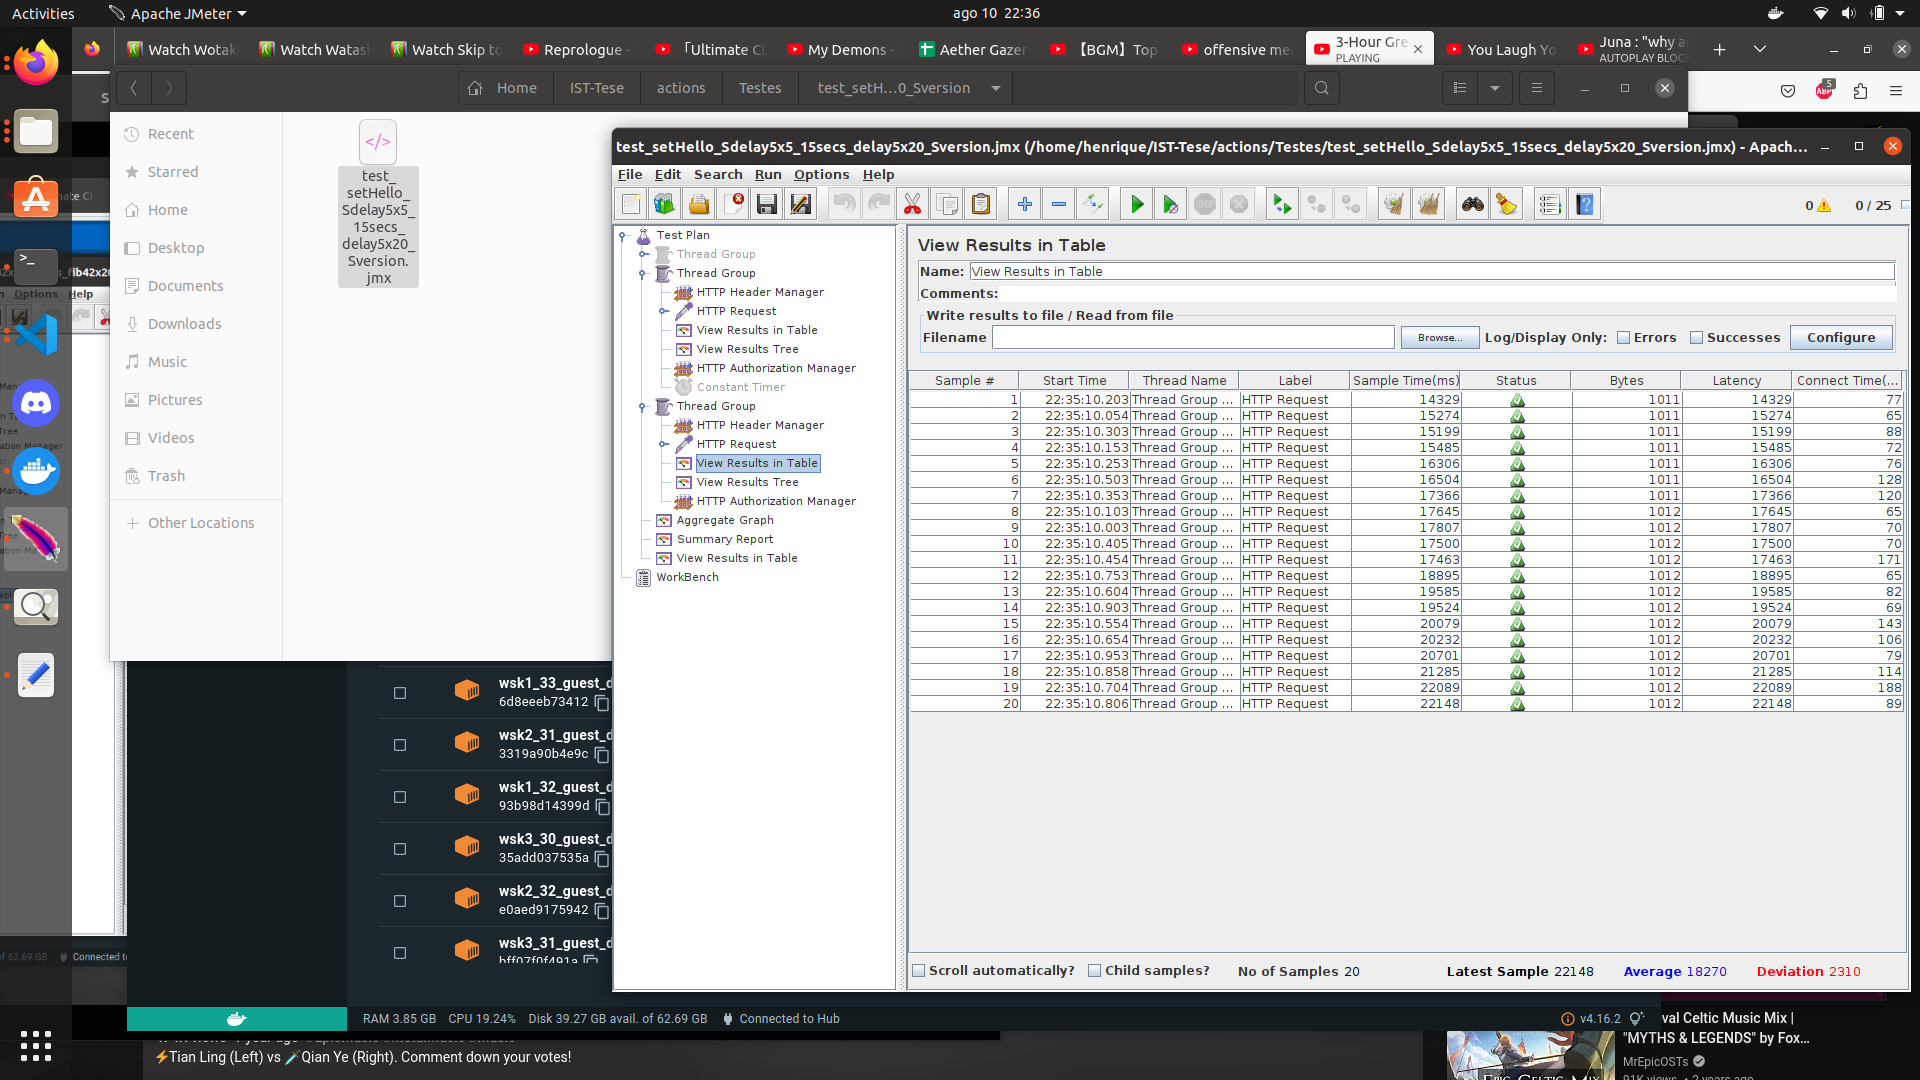 Activities
Apache JMeter
ago 10 22:36
Watch Wotak
Watch Watash
Watch Skip to
Reprologue -
「Ultimate Cl
My Demons -
Aether Gazer
【BGM】Top
offensive me
3-Hour Gre
PLAYING
You Laugh Yo
Juna : "why a
AUTOPLAY BLOC
Home
IST-Tese
actions
Testes
test_setH...0_Sversion
Recent
Starred
Home
Desktop
Documents
Downloads
Music
Pictures
Videos
Trash
Other Locations
test_
setHello_
Sdelay5x5_
15secs_
delay5x20_
Sversion.
jmx
test_setHello_Sdelay5x5_15secs_delay5x20_Sversion.jmx (/home/henrique/IST-Tese/actions/Testes/test_setHello_Sdelay5x5_15secs_delay5x20_Sversion.jmx) - Apach...
File Edit Search Run Options Help
0 0 / 25
Test Plan
Thread Group
Thread Group
HTTP Header Manager
HTTP Request
View Results in Table
View Results Tree
HTTP Authorization Manager
Constant Timer
Thread Group
HTTP Header Manager
HTTP Request
View Results in Table
View Results Tree
HTTP Authorization Manager
Aggregate Graph
Summary Report
View Results in Table
WorkBench
View Results in Table
Name: View Results in Table
Comments:
Write results to file / Read from file
Filename Browse... Log/Display Only: Errors Successes Configure
Sample # Start Time Thread Name Label Sample Time(ms) Status Bytes Latency Connect Time(...
1 22:35:10.203 Thread Group ... HTTP Request 14329 1011 14329 77
2 22:35:10.054 Thread Group ... HTTP Request 15274 1011 15274 65
3 22:35:10.303 Thread Group ... HTTP Request 15199 1011 15199 88
4 22:35:10.153 Thread Group ... HTTP Request 15485 1011 15485 72
5 22:35:10.253 Thread Group ... HTTP Request 16306 1011 16306 76
6 22:35:10.503 Thread Group ... HTTP Request 16504 1011 16504 128
7 22:35:10.353 Thread Group ... HTTP Request 17366 1011 17366 120
8 22:35:10.103 Thread Group ... HTTP Request 17645 1012 17645 65
9 22:35:10.003 Thread Group ... HTTP Request 17807 1012 17807 70
10 22:35:10.405 Thread Group ... HTTP Request 17500 1012 17500 70
11 22:35:10.454 Thread Group ... HTTP Request 17463 1012 17463 171
12 22:35:10.753 Thread Group ... HTTP Request 18895 1012 18895 65
13 22:35:10.604 Thread Group ... HTTP Request 19585 1012 19585 82
14 22:35:10.903 Thread Group ... HTTP Request 19524 1012 19524 69
15 22:35:10.554 Thread Group ... HTTP Request 20079 1012 20079 143
16 22:35:10.654 Thread Group ... HTTP Request 20232 1012 20232 106
17 22:35:10.953 Thread Group ... HTTP Request 20701 1012 20701 79
18 22:35:10.858 Thread Group ... HTTP Request 21285 1012 21285 114
19 22:35:10.704 Thread Group ... HTTP Request 22089 1012 22089 188
20 22:35:10.806 Thread Group ... HTTP Request 22148 1012 22148 89
Scroll automatically? Child samples? No of Samples 20 Latest Sample 22148 Average 18270 Deviation 2310
wsk1_33_guest_d
6d8eeeb73412
wsk2_31_guest_d
3319a90b4e9c
wsk1_32_guest_d
93b98d14399d
wsk3_30_guest_d
35add037535a
wsk2_32_guest_d
e0aed9175942
wsk3_31_guest_d
bff07f0f491a
of 62.69 GB Connected to
RAM 3.85 GB CPU 19.24% Disk 39.27 GB avail. of 62.69 GB Connected to Hub
v4.16.2
⚡Tian Ling (Left) vs 🗡Qian Ye (Right). Comment down your votes!
val Celtic Music Mix |
"MYTHS & LEGENDS" by Fox...
MrEpicOSTs
91K views • 2 years ago